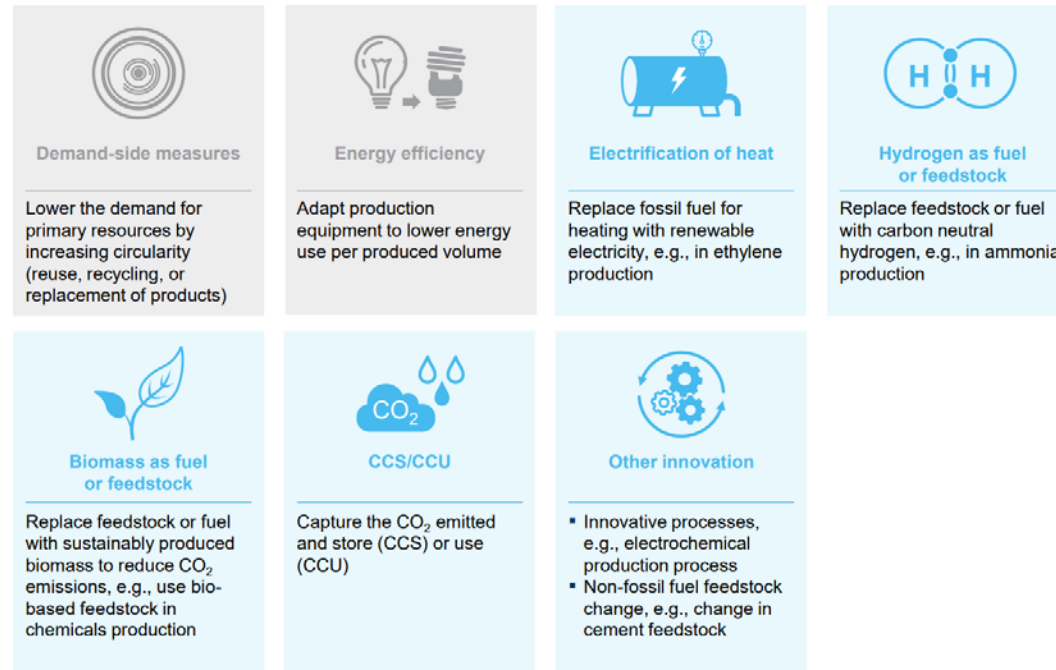 Demand-side measures
Lower the demand for
primary resources by
increasing circularity
(reuse, recycling, or
replacement of products)
Energy efficiency
Adapt production
equipment to lower energy
use per produced volume
Electrification of heat
Replace fossil fuel for
heating with renewable
electricity, e.g., in ethylene
production
H H
Hydrogen as fuel
or feedstock
Replace feedstock or fuel
with carbon neutral
hydrogen, e.g., in ammonia
production
Biomass as fuel
or feedstock
Replace feedstock or fuel
with sustainably produced
biomass to reduce CO₂
emissions, e.g., use bio-
based feedstock in
chemicals production
CO₂
CCS/CCU
Capture the CO₂ emitted
and store (CCS) or use
(CCU)
Other innovation
▪ Innovative processes,
e.g., electrochemical
production process
▪ Non-fossil fuel feedstock
change, e.g., change in
cement feedstock